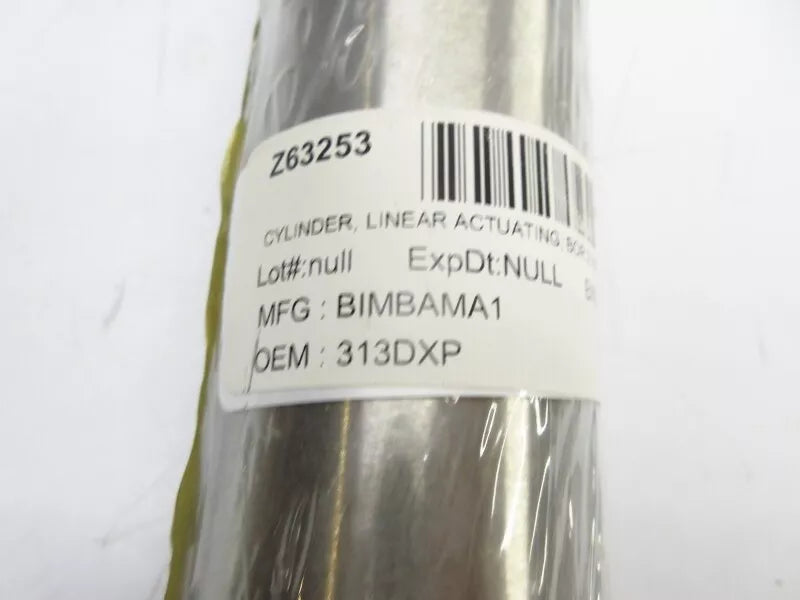 Z63253
CYLINDER, LINEAR ACTUATING,
Lot#:null ExpDt:NULL
MFG : BIMBAMA1
OEM : 313DXP